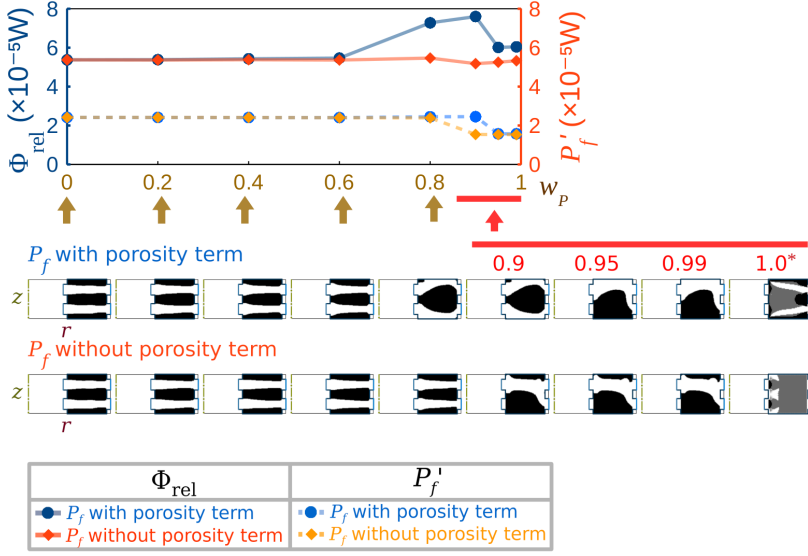 8 8
6 6
4 4
2 2
0 0
Φrel (×10⁻⁵W)
Pf' (×10⁻⁵W)
0 0.2 0.4 0.6 0.8 1 wP
Pf with porosity term
0.9 0.95 0.99 1.0*
z
r
Pf without porosity term
z
r
Φrel Pf'
Pf with porosity term Pf with porosity term
Pf without porosity term Pf without porosity term